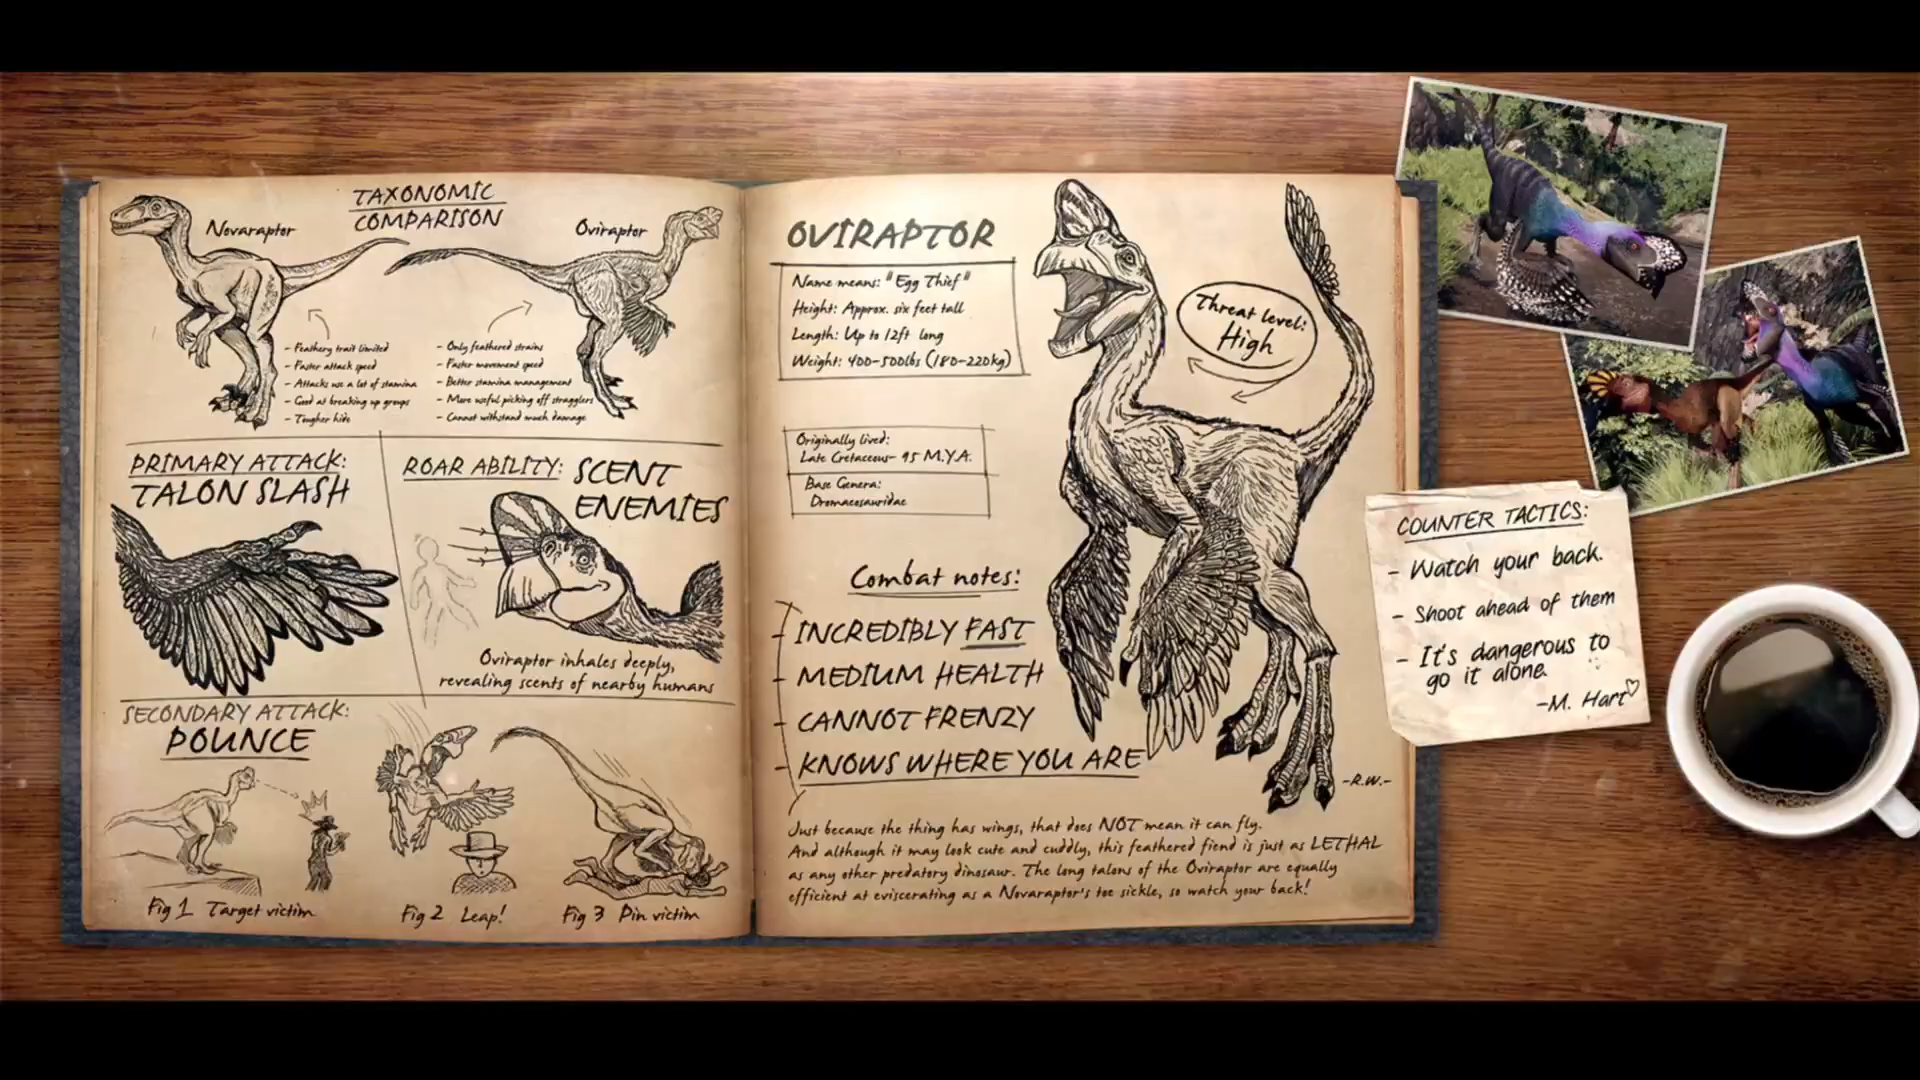 TAXONOMIC
COMPARISON
Novaraptor
Oviraptor
- Feathery trait limited
- Faster attack speed
- Attacks use a lot of stamina
- Good at breaking up groups
- Tougher hide
- Only feathered strains
- Faster movement speed
- Better stamina management
- More useful picking off stragglers
- Cannot withstand much damage
PRIMARY ATTACK:
TALON SLASH
ROAR ABILITY: SCENT
ENEMIES
Oviraptor inhales deeply,
revealing scents of nearby humans
SECONDARY ATTACK:
POUNCE
Fig 1 Target victim
Fig 2 Leap!
Fig 3 Pin victim
OVIRAPTOR
Name means: "Egg Thief"
Height: Approx. six feet tall
Length: Up to 12ft long
Weight: 400-500lbs (180-220kg)
Threat level:
High
Originally lived:
Late Cretaceous- 95 M.Y.A.
Base Genera:
Dromaeosauridae
Combat notes:
- INCREDIBLY FAST
- MEDIUM HEALTH
- CANNOT FRENZY
- KNOWS WHERE YOU ARE
-R.W.-
Just because the thing has wings, that does NOT mean it can fly.
And although it may look cute and cuddly, this feathered fiend is just as LETHAL
as any other predatory dinosaur. The long talons of the Oviraptor are equally
efficient at eviscerating as a Novaraptor's toe sickle, so watch your back!
COUNTER TACTICS:
- Watch your back.
- Shoot ahead of them
- It's dangerous to
go it alone.
-M. Hart♡